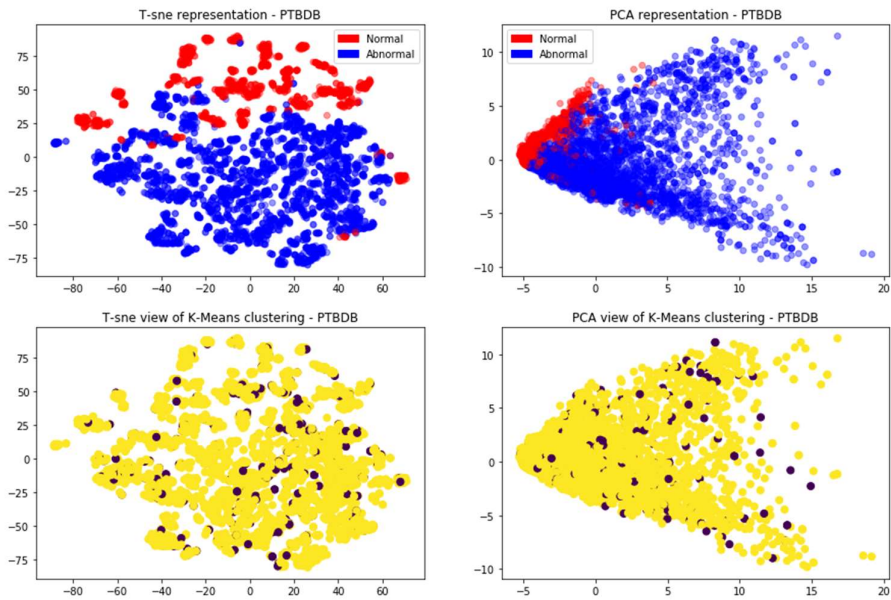 T-sne representation - PTBDB
Normal
Abnormal
75
50
25
0
−25
−50
−75
−80 −60 −40 −20 0 20 40 60
PCA representation - PTBDB
Normal
Abnormal
10
5
0
−5
−10
−5 0 5 10 15 20
T-sne view of K-Means clustering - PTBDB
75
50
25
0
−25
−50
−75
−80 −60 −40 −20 0 20 40 60
PCA view of K-Means clustering - PTBDB
10
5
0
−5
−10
−5 0 5 10 15 20